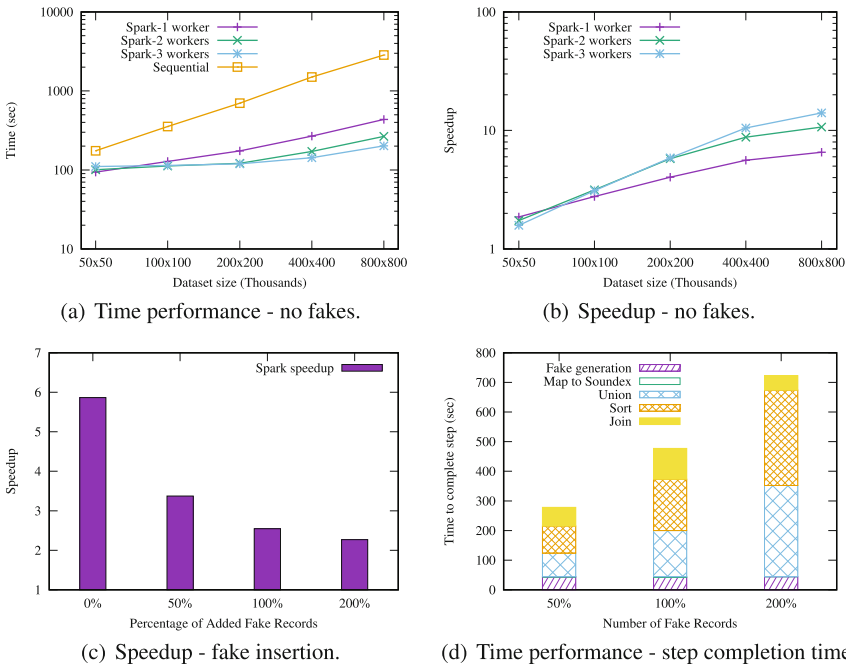 10000
1000
100
10
Time (sec)
Spark-1 worker
Spark-2 workers
Spark-3 workers
Sequential
50x50 100x100 200x200 400x400 800x800
Dataset size (Thousands)
(a) Time performance - no fakes.
100
10
1
Speedup
Spark-1 worker
Spark-2 workers
Spark-3 workers
50x50 100x100 200x200 400x400 800x800
Dataset size (Thousands)
(b) Speedup - no fakes.
7
6
5
4
3
2
1
Speedup
Spark speedup
0% 50% 100% 200%
Percentage of Added Fake Records
(c) Speedup - fake insertion.
800
700
600
500
400
300
200
100
0
Time to complete step (sec)
Fake generation
Map to Soundex
Union
Sort
Join
50% 100% 200%
Number of Fake Records
(d) Time performance - step completion time